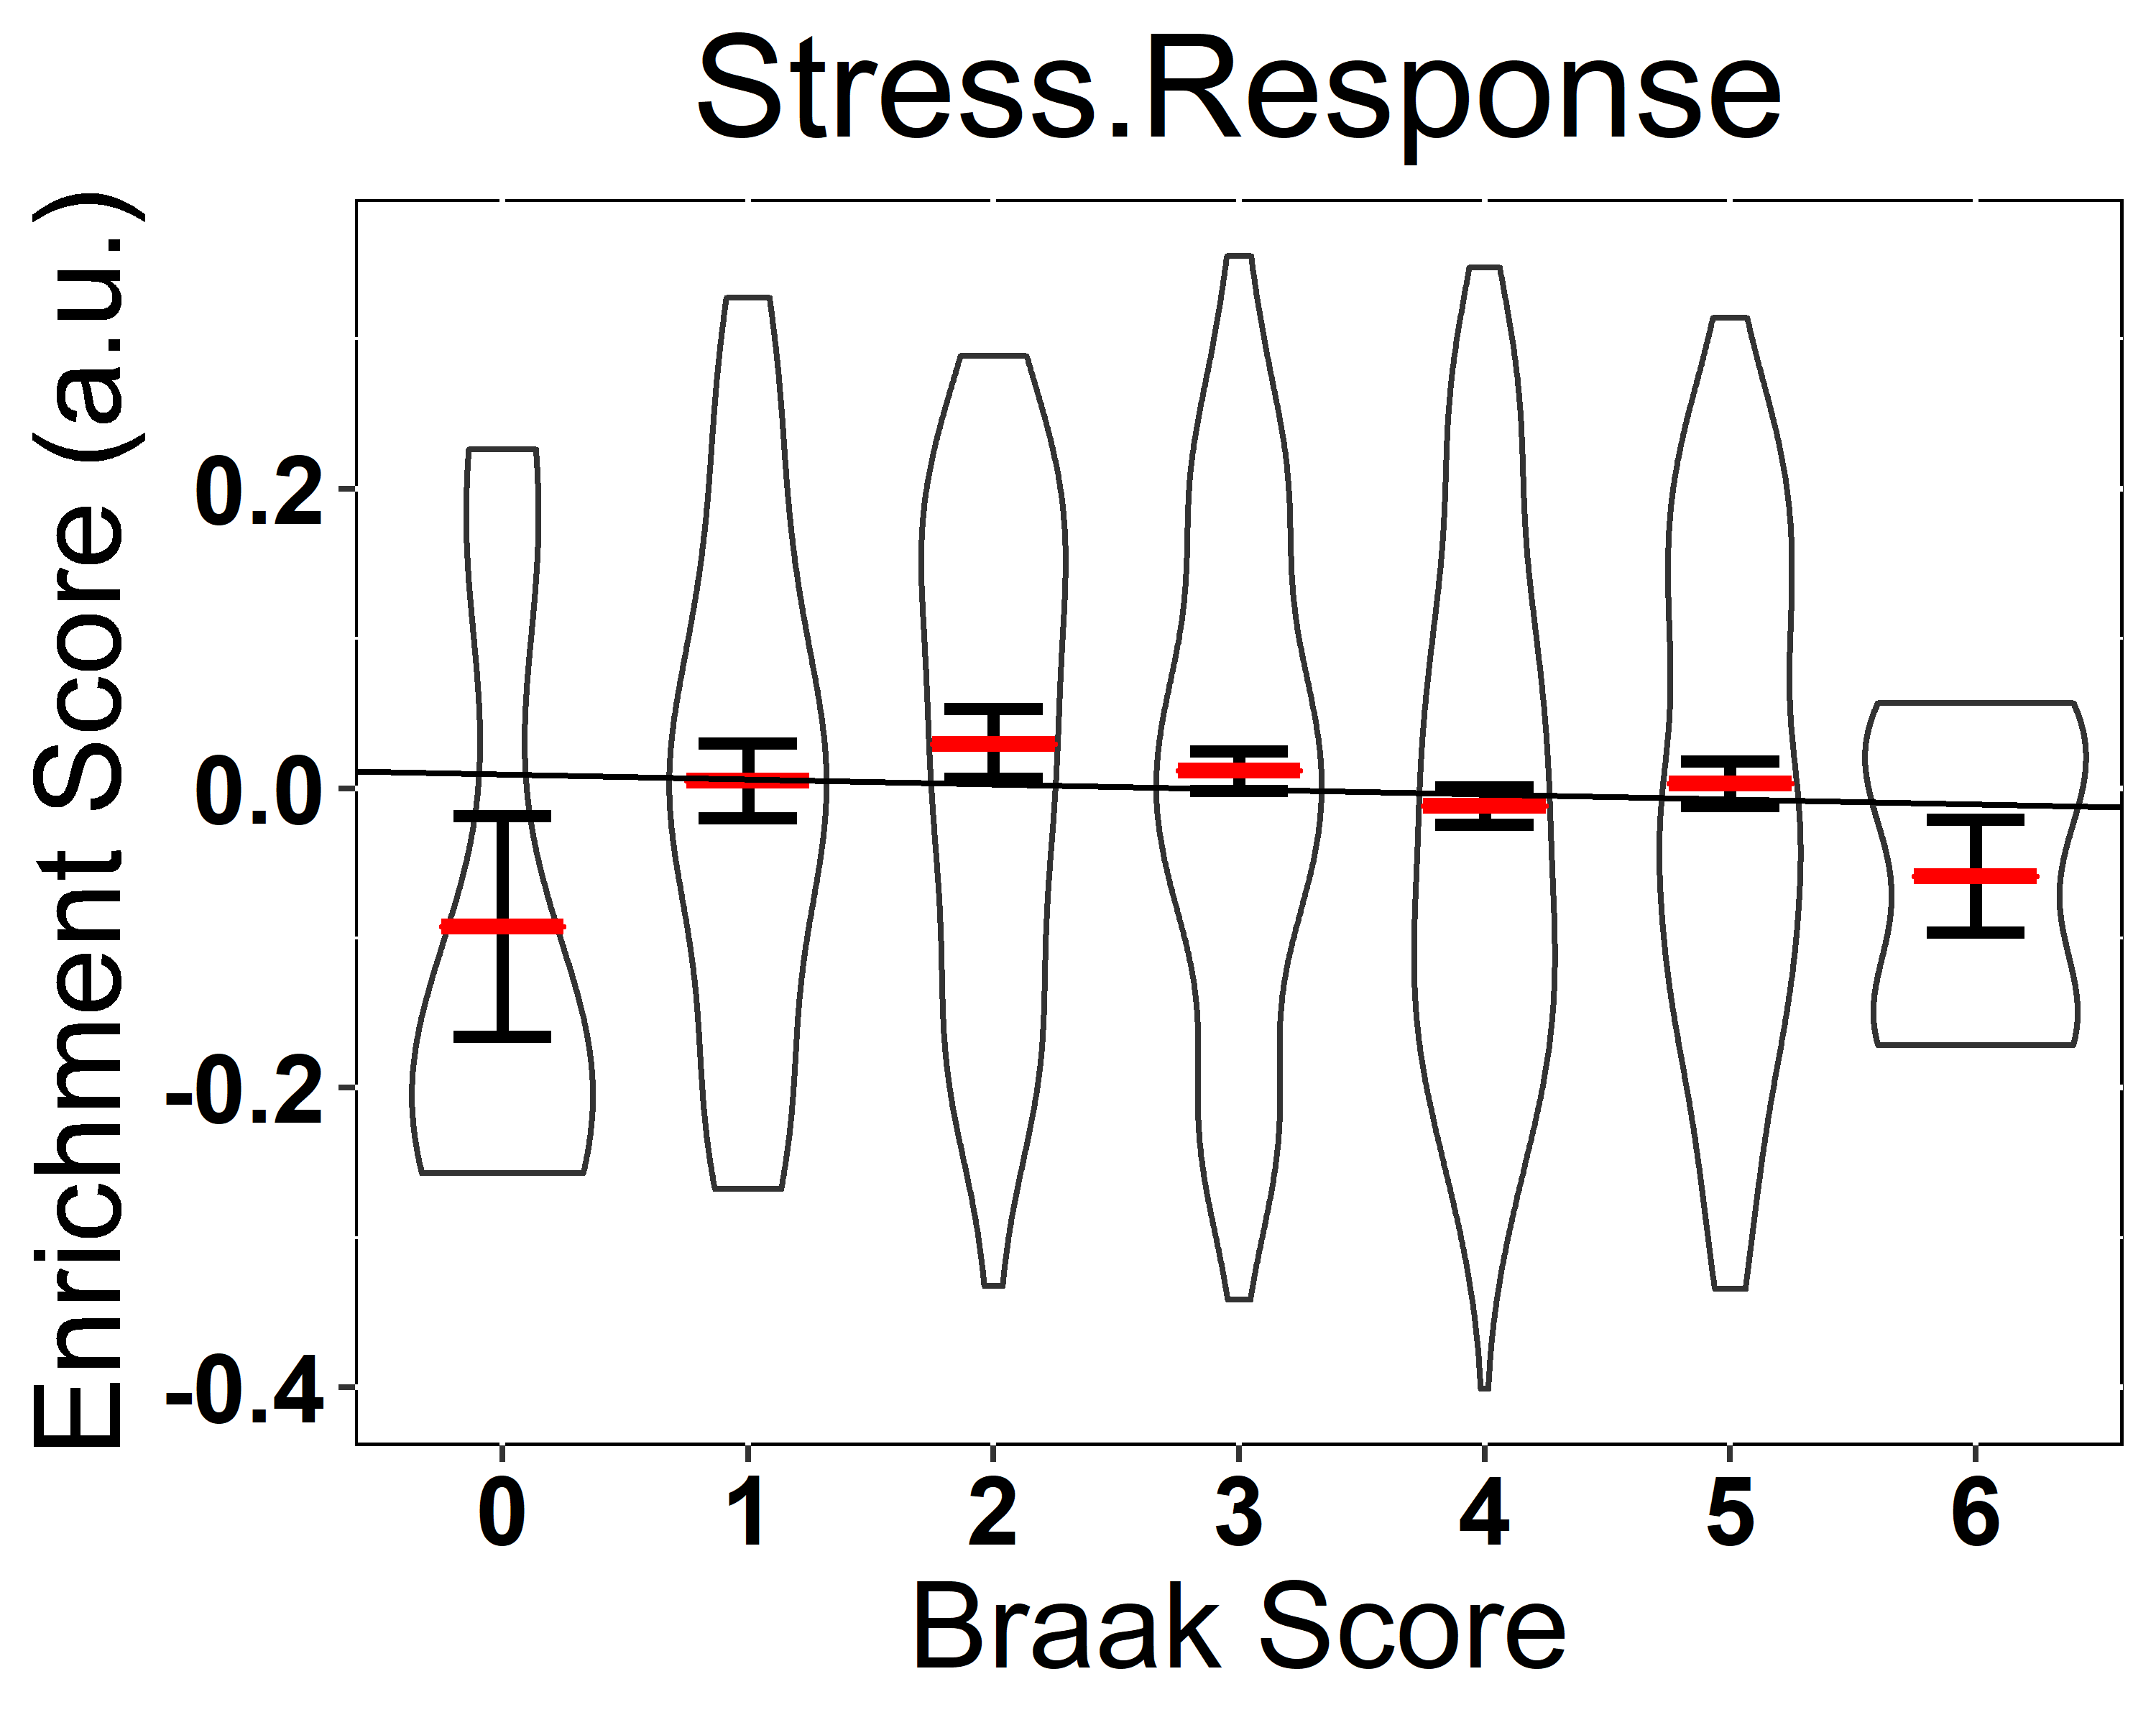 Stress.Response
Enrichment Score (a.u.)
0.2
0.0
-0.2
-0.4
0 1 2 3 4 5 6
Braak Score